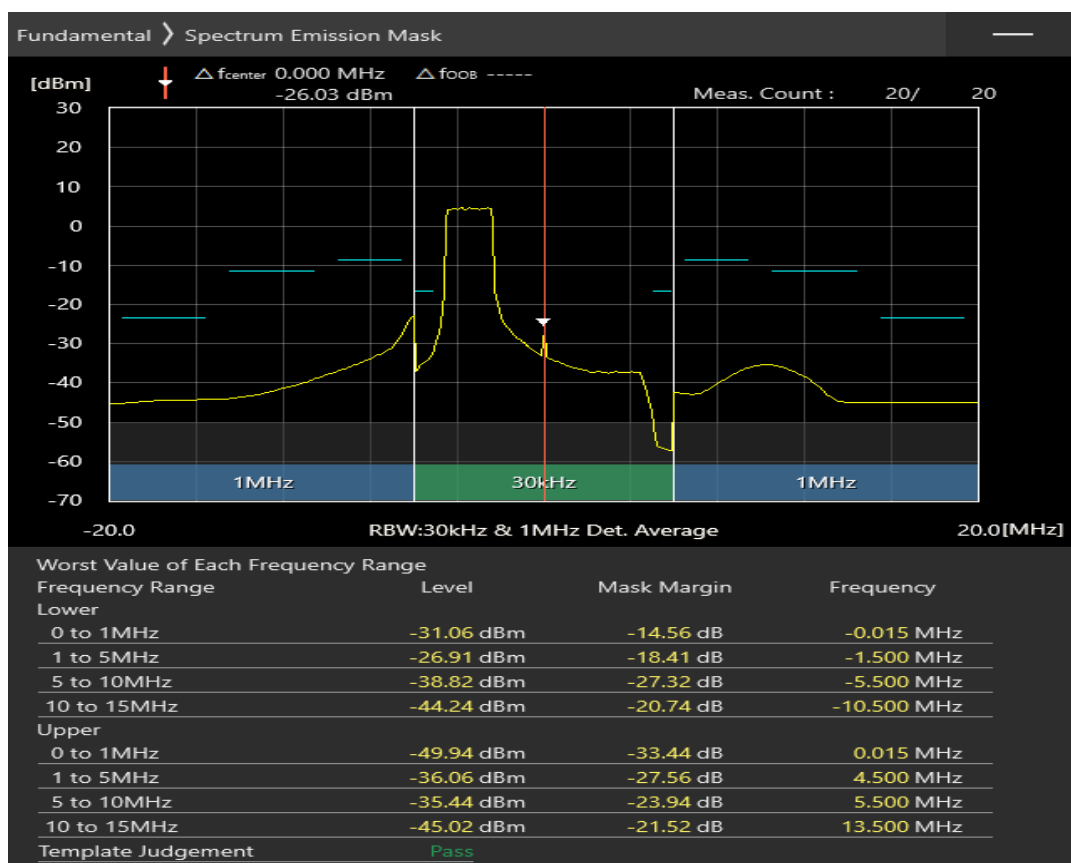 Fundamental ❯ Spectrum Emission Mask
[dBm] Δ fcenter 0.000 MHz Δ fOOB -----
-26.03 dBm Meas. Count : 20/ 20
30
20
10
0
-10
-20
-30
-40
-50
-60
-70
1MHz 30kHz 1MHz
-20.0 RBW:30kHz & 1MHz Det. Average 20.0[MHz]
Worst Value of Each Frequency Range
Frequency Range Level Mask Margin Frequency
Lower
0 to 1MHz -31.06 dBm -14.56 dB -0.015 MHz
1 to 5MHz -26.91 dBm -18.41 dB -1.500 MHz
5 to 10MHz -38.82 dBm -27.32 dB -5.500 MHz
10 to 15MHz -44.24 dBm -20.74 dB -10.500 MHz
Upper
0 to 1MHz -49.94 dBm -33.44 dB 0.015 MHz
1 to 5MHz -36.06 dBm -27.56 dB 4.500 MHz
5 to 10MHz -35.44 dBm -23.94 dB 5.500 MHz
10 to 15MHz -45.02 dBm -21.52 dB 13.500 MHz
Template Judgement Pass